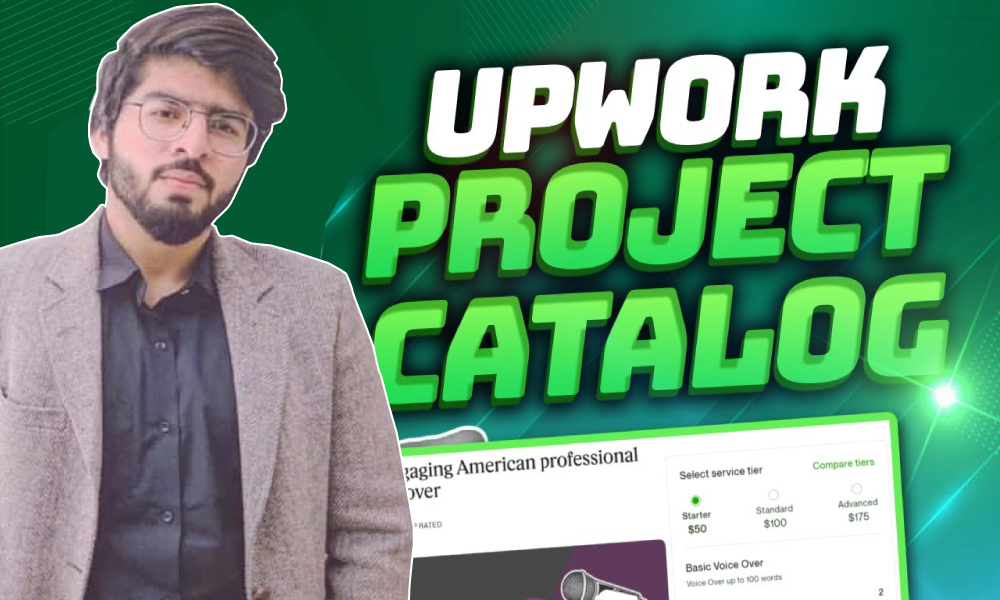 UPWORK
PROJECT
CATALOG
gaging American professional
over
RATED
Select service tier
Compare tiers
Starter
Standard
Advanced
$50
$100
$175
Basic Voice Over
Voice Over up to 100 words
2